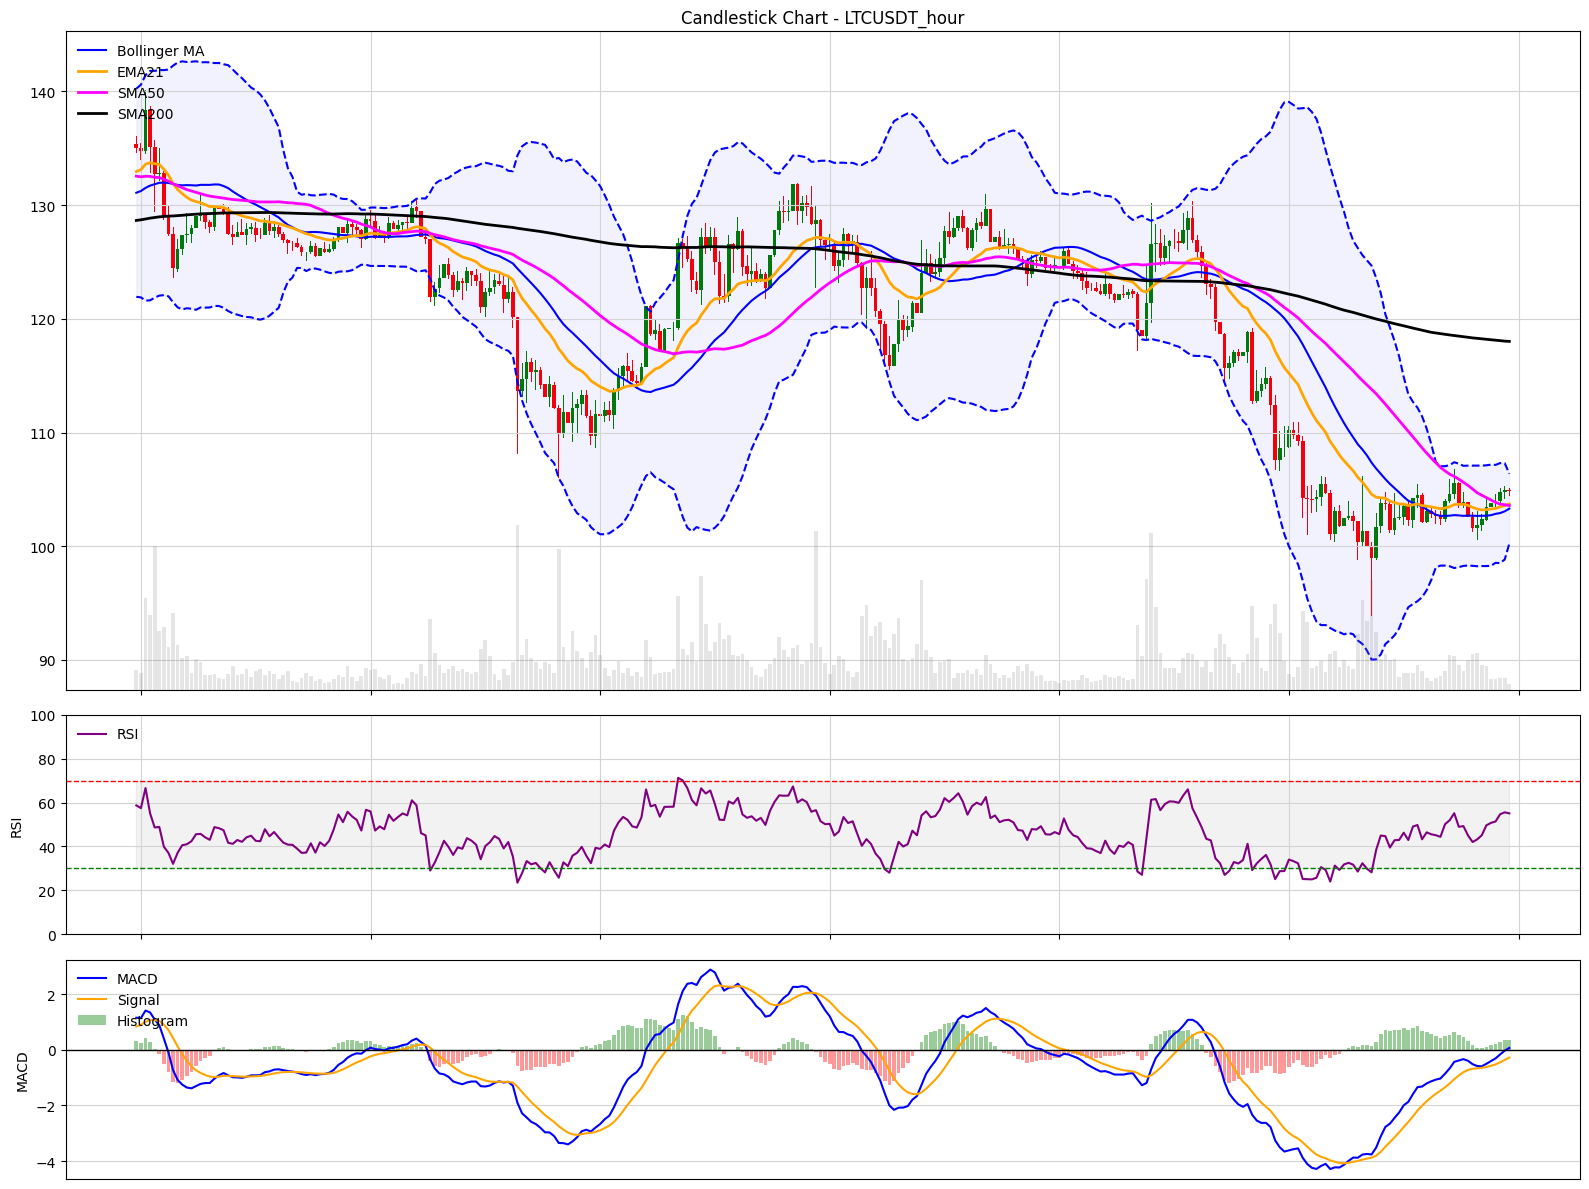 Candlestick Chart - LTCUSDT_hour
Bollinger MA
EMA21
SMA50
SMA200
140
130
120
110
100
90
RSI
100
80
60
40
20
0
RSI
MACD
Signal
Histogram
2
0
−2
−4
MACD